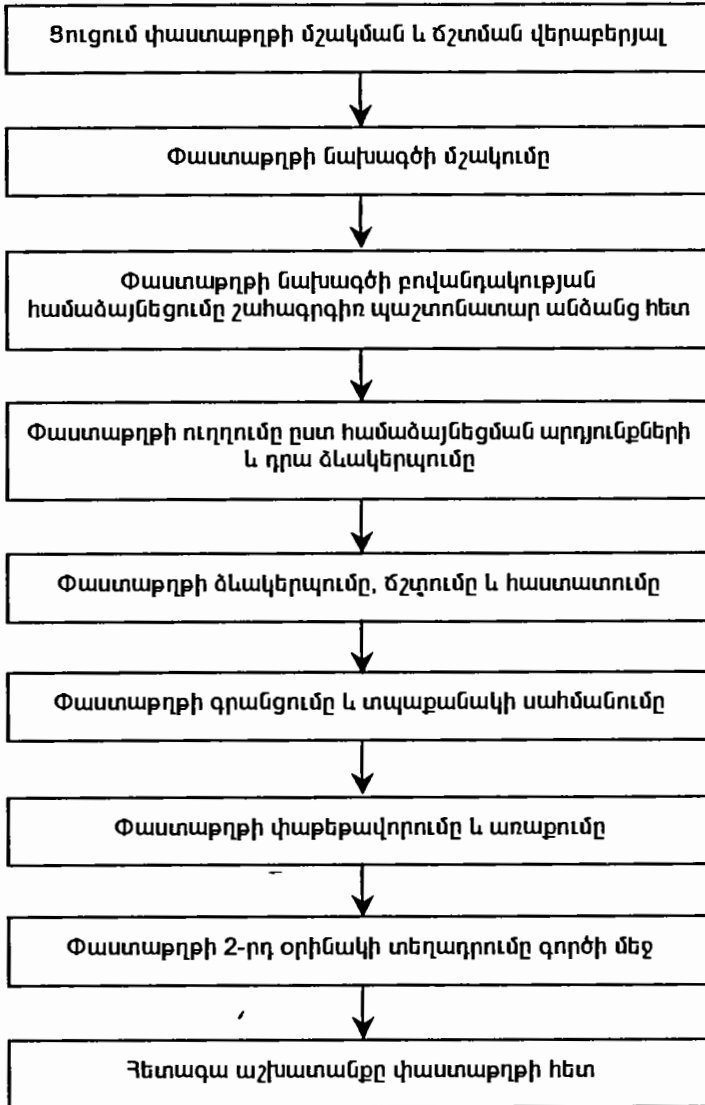 Ցուցում փաստաթղթի մշակման և ճշտման վերաբերյալ
Փաստաթղթի նախագծի մշակումը
Փաստաթղթի նախագծի բովանդակության
համաձայնեցումը շահագրգիռ պաշտոնատար անձանց հետ
Փաստաթղթի ուղղումը ըստ համաձայնեցման արդյունքների
և դրա ձևակերպումը
Փաստաթղթի ձևակերպումը, ճշտումը և հաստատումը
Փաստաթղթի գրանցումը և տպաքանակի սահմանումը
Փաստաթղթի փաթեթավորումը և առաքումը
Փաստաթղթի 2-րդ օրինակի տեղադրումը գործի մեջ
Հետագա աշխատանքը փաստաթղթի հետ